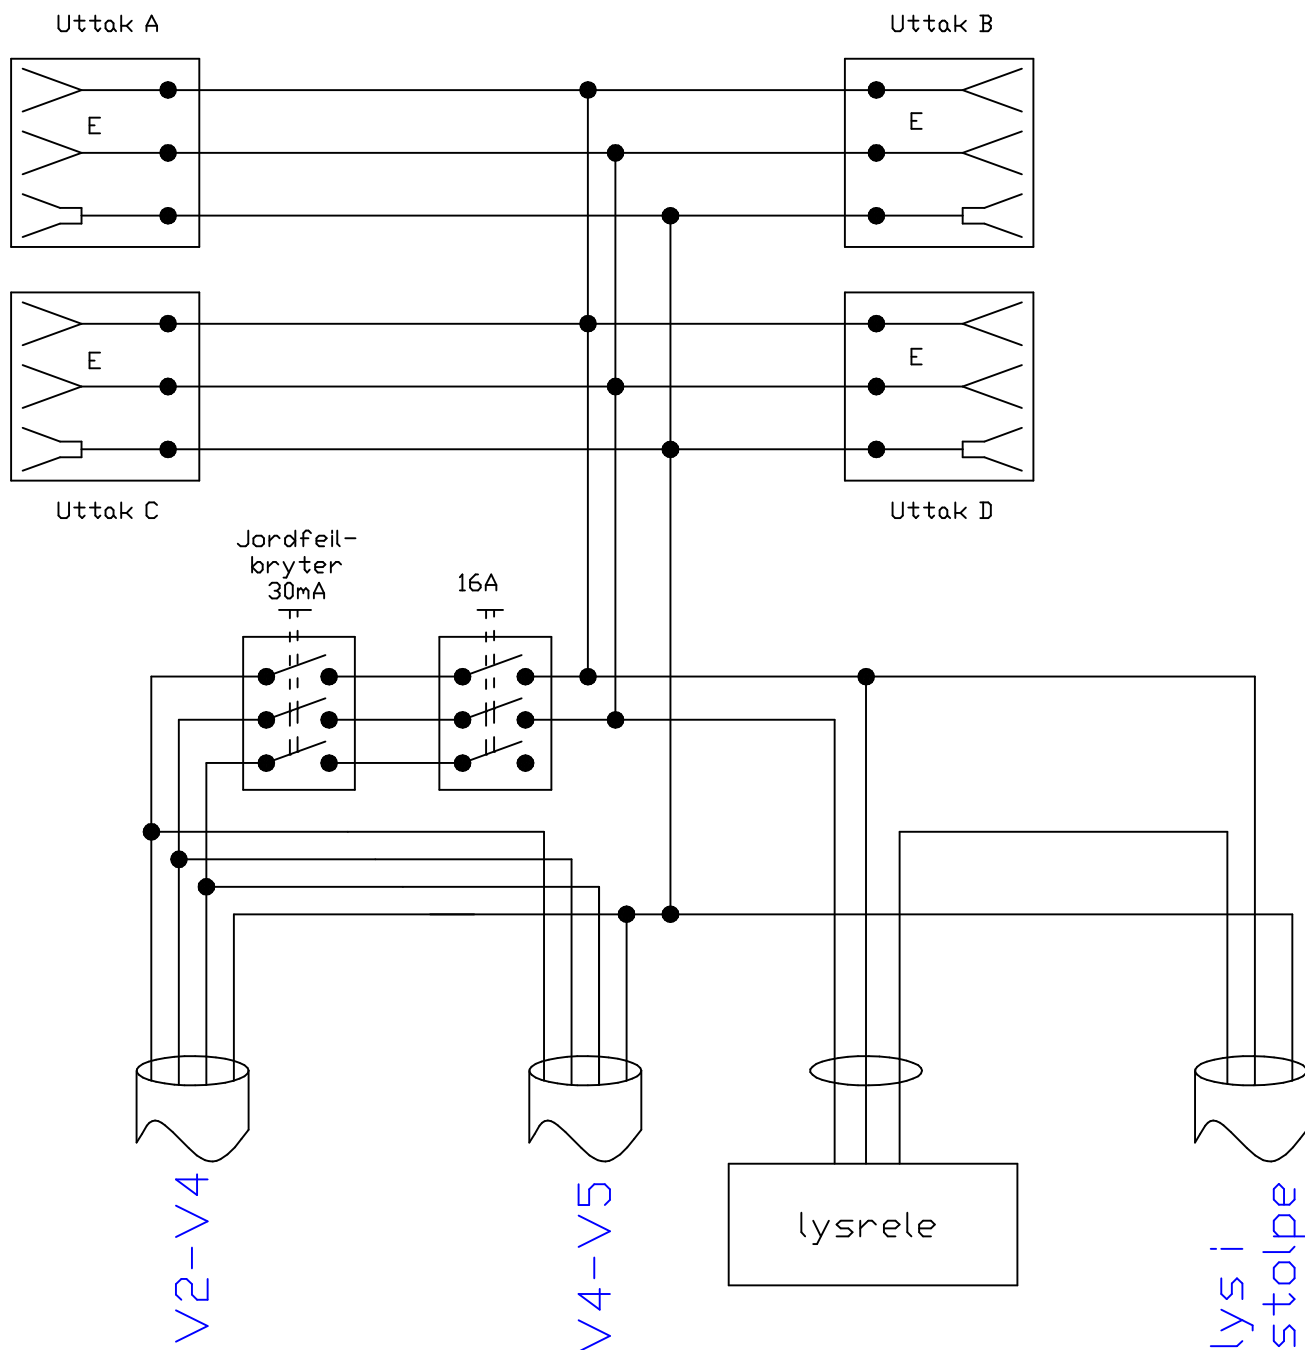 Uttak A
Uttak B
E
E
E
E
Uttak C
Uttak D
Jordfeil-
bryter
30mA
16A
lysrele
V2-V4
V4-V5
lys i
stolpe